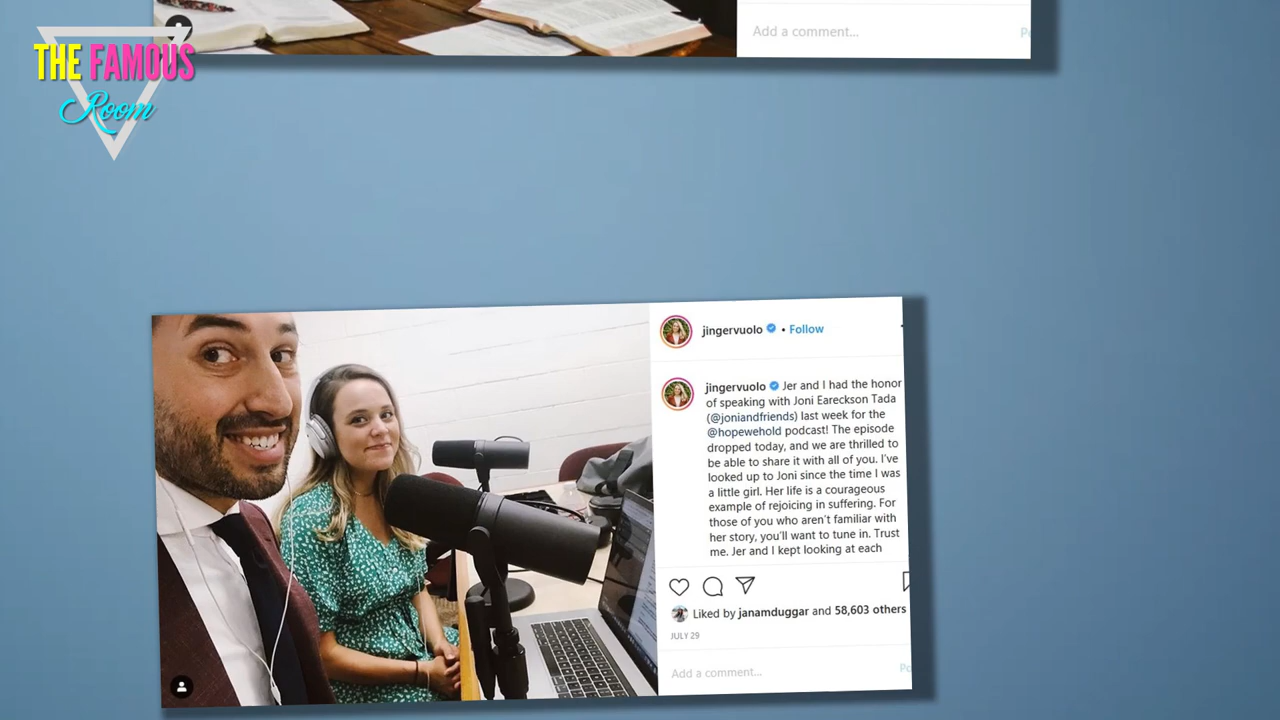 Add a comment...
THE FAMOUS
Room
jingervuolo • Follow
jingervuolo Jer and I had the honor
of speaking with Joni Eareckson Tada
(@joniandfriends) last week for the
@hopewehold podcast! The episode
dropped today, and we are thrilled to
be able to share it with all of you. I've
looked up to Joni since the time I was
a little girl. Her life is a courageous
example of rejoicing in suffering. For
those of you who aren't familiar with
her story, you'll want to tune in. Trust
me. Jer and I kept looking at each
Liked by janamduggar and 58,603 others
JULY 29
Add a comment...